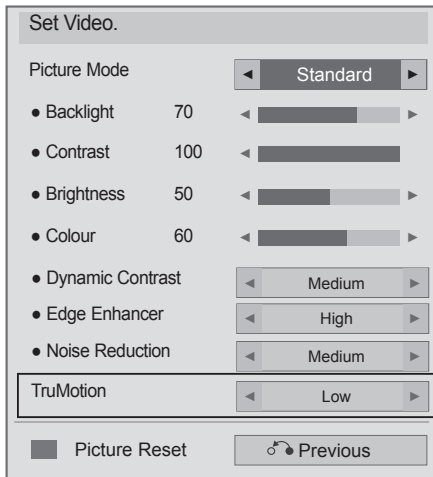 Set Video.
Picture Mode ◄ Standard ►
● Backlight 70 ◄ ►
● Contrast 100 ◄
● Brightness 50 ◄ ►
● Colour 60 ◄ ►
● Dynamic Contrast ◄ Medium ►
● Edge Enhancer ◄ High ►
● Noise Reduction ◄ Medium ►
TruMotion ◄ Low ►
Picture Reset Previous